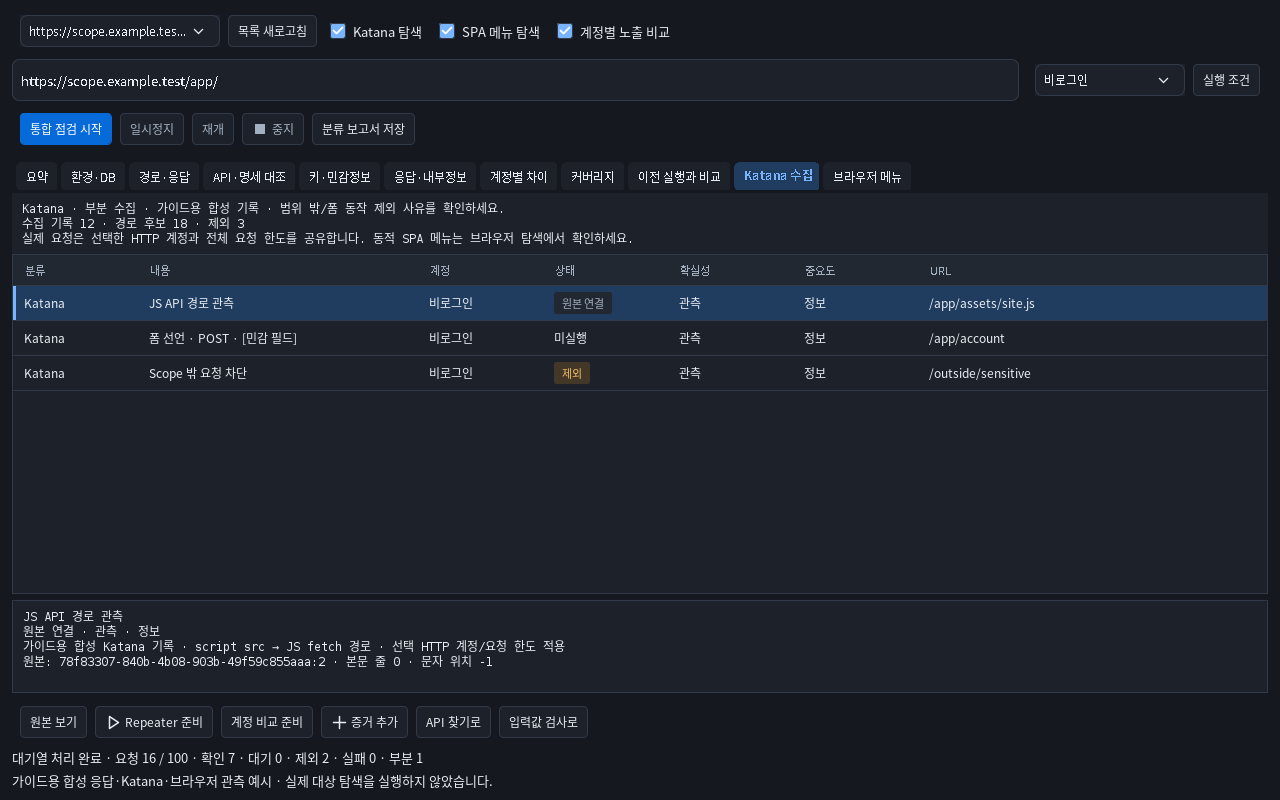 https://scope.example.tes... 목록 새로고침 Katana 탐색 SPA 메뉴 탐색 계정별 노출 비교
https://scope.example.test/app/ 비로그인 실행 조건
통합 점검 시작 일시정지 재개 중지 분류 보고서 저장
요약 환경·DB 경로·응답 API·명세 대조 키·민감정보 응답·내부정보 계정별 차이 커버리지 이전 실행과 비교 Katana 수집 브라우저 메뉴
Katana · 부분 수집 · 가이드용 합성 기록 · 범위 밖/폼 동작 제외 사유를 확인하세요.
수집 기록 12 · 경로 후보 18 · 제외 3
실제 요청은 선택한 HTTP 계정과 전체 요청 한도를 공유합니다. 동적 SPA 메뉴는 브라우저 탐색에서 확인하세요.
분류 내용 계정 상태 확실성 중요도 URL
Katana JS API 경로 관측 비로그인 원본 연결 관측 정보 /app/assets/site.js
Katana 폼 선언 · POST · [민감 필드] 비로그인 미실행 관측 정보 /app/account
Katana Scope 밖 요청 차단 비로그인 제외 관측 정보 /outside/sensitive
JS API 경로 관측
원본 연결 · 관측 · 정보
가이드용 합성 Katana 기록 · script src → JS fetch 경로 · 선택 HTTP 계정/요청 한도 적용
원본: 78f83307-840b-4b08-903b-49f59c855aaa:2 · 본문 줄 0 · 문자 위치 -1
원본 보기 Repeater 준비 계정 비교 준비 증거 추가 API 찾기로 입력값 검사로
대기열 처리 완료 · 요청 16 / 100 · 확인 7 · 대기 0 · 제외 2 · 실패 0 · 부분 1
가이드용 합성 응답·Katana·브라우저 관측 예시 · 실제 대상 탐색을 실행하지 않았습니다.